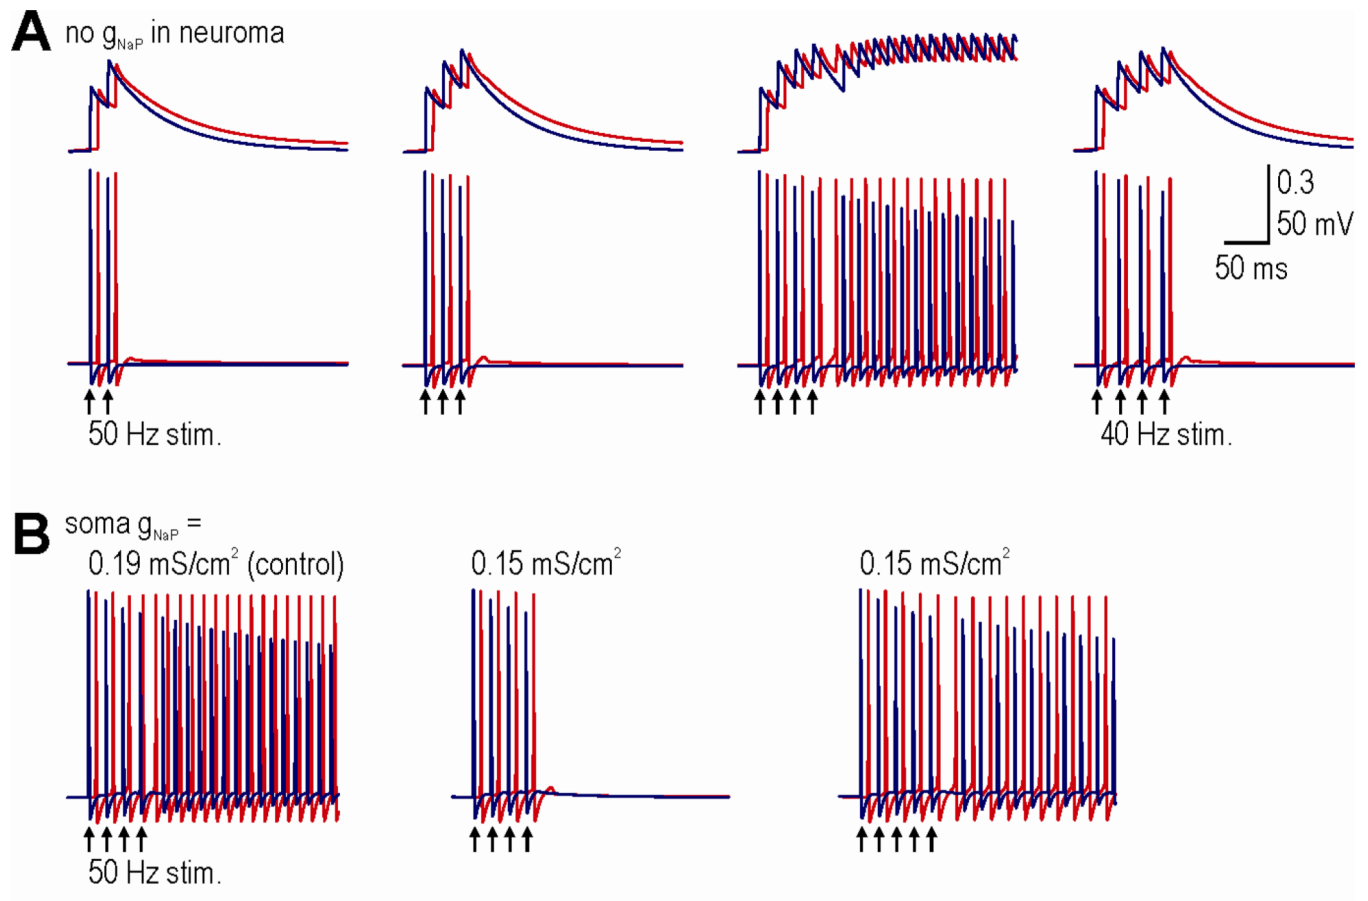 A no gNaP in neuroma
0.3
50 mV
50 ms
50 Hz stim.
40 Hz stim.
B soma gNaP =
0.19 mS/cm² (control)
0.15 mS/cm²
0.15 mS/cm²
50 Hz stim.